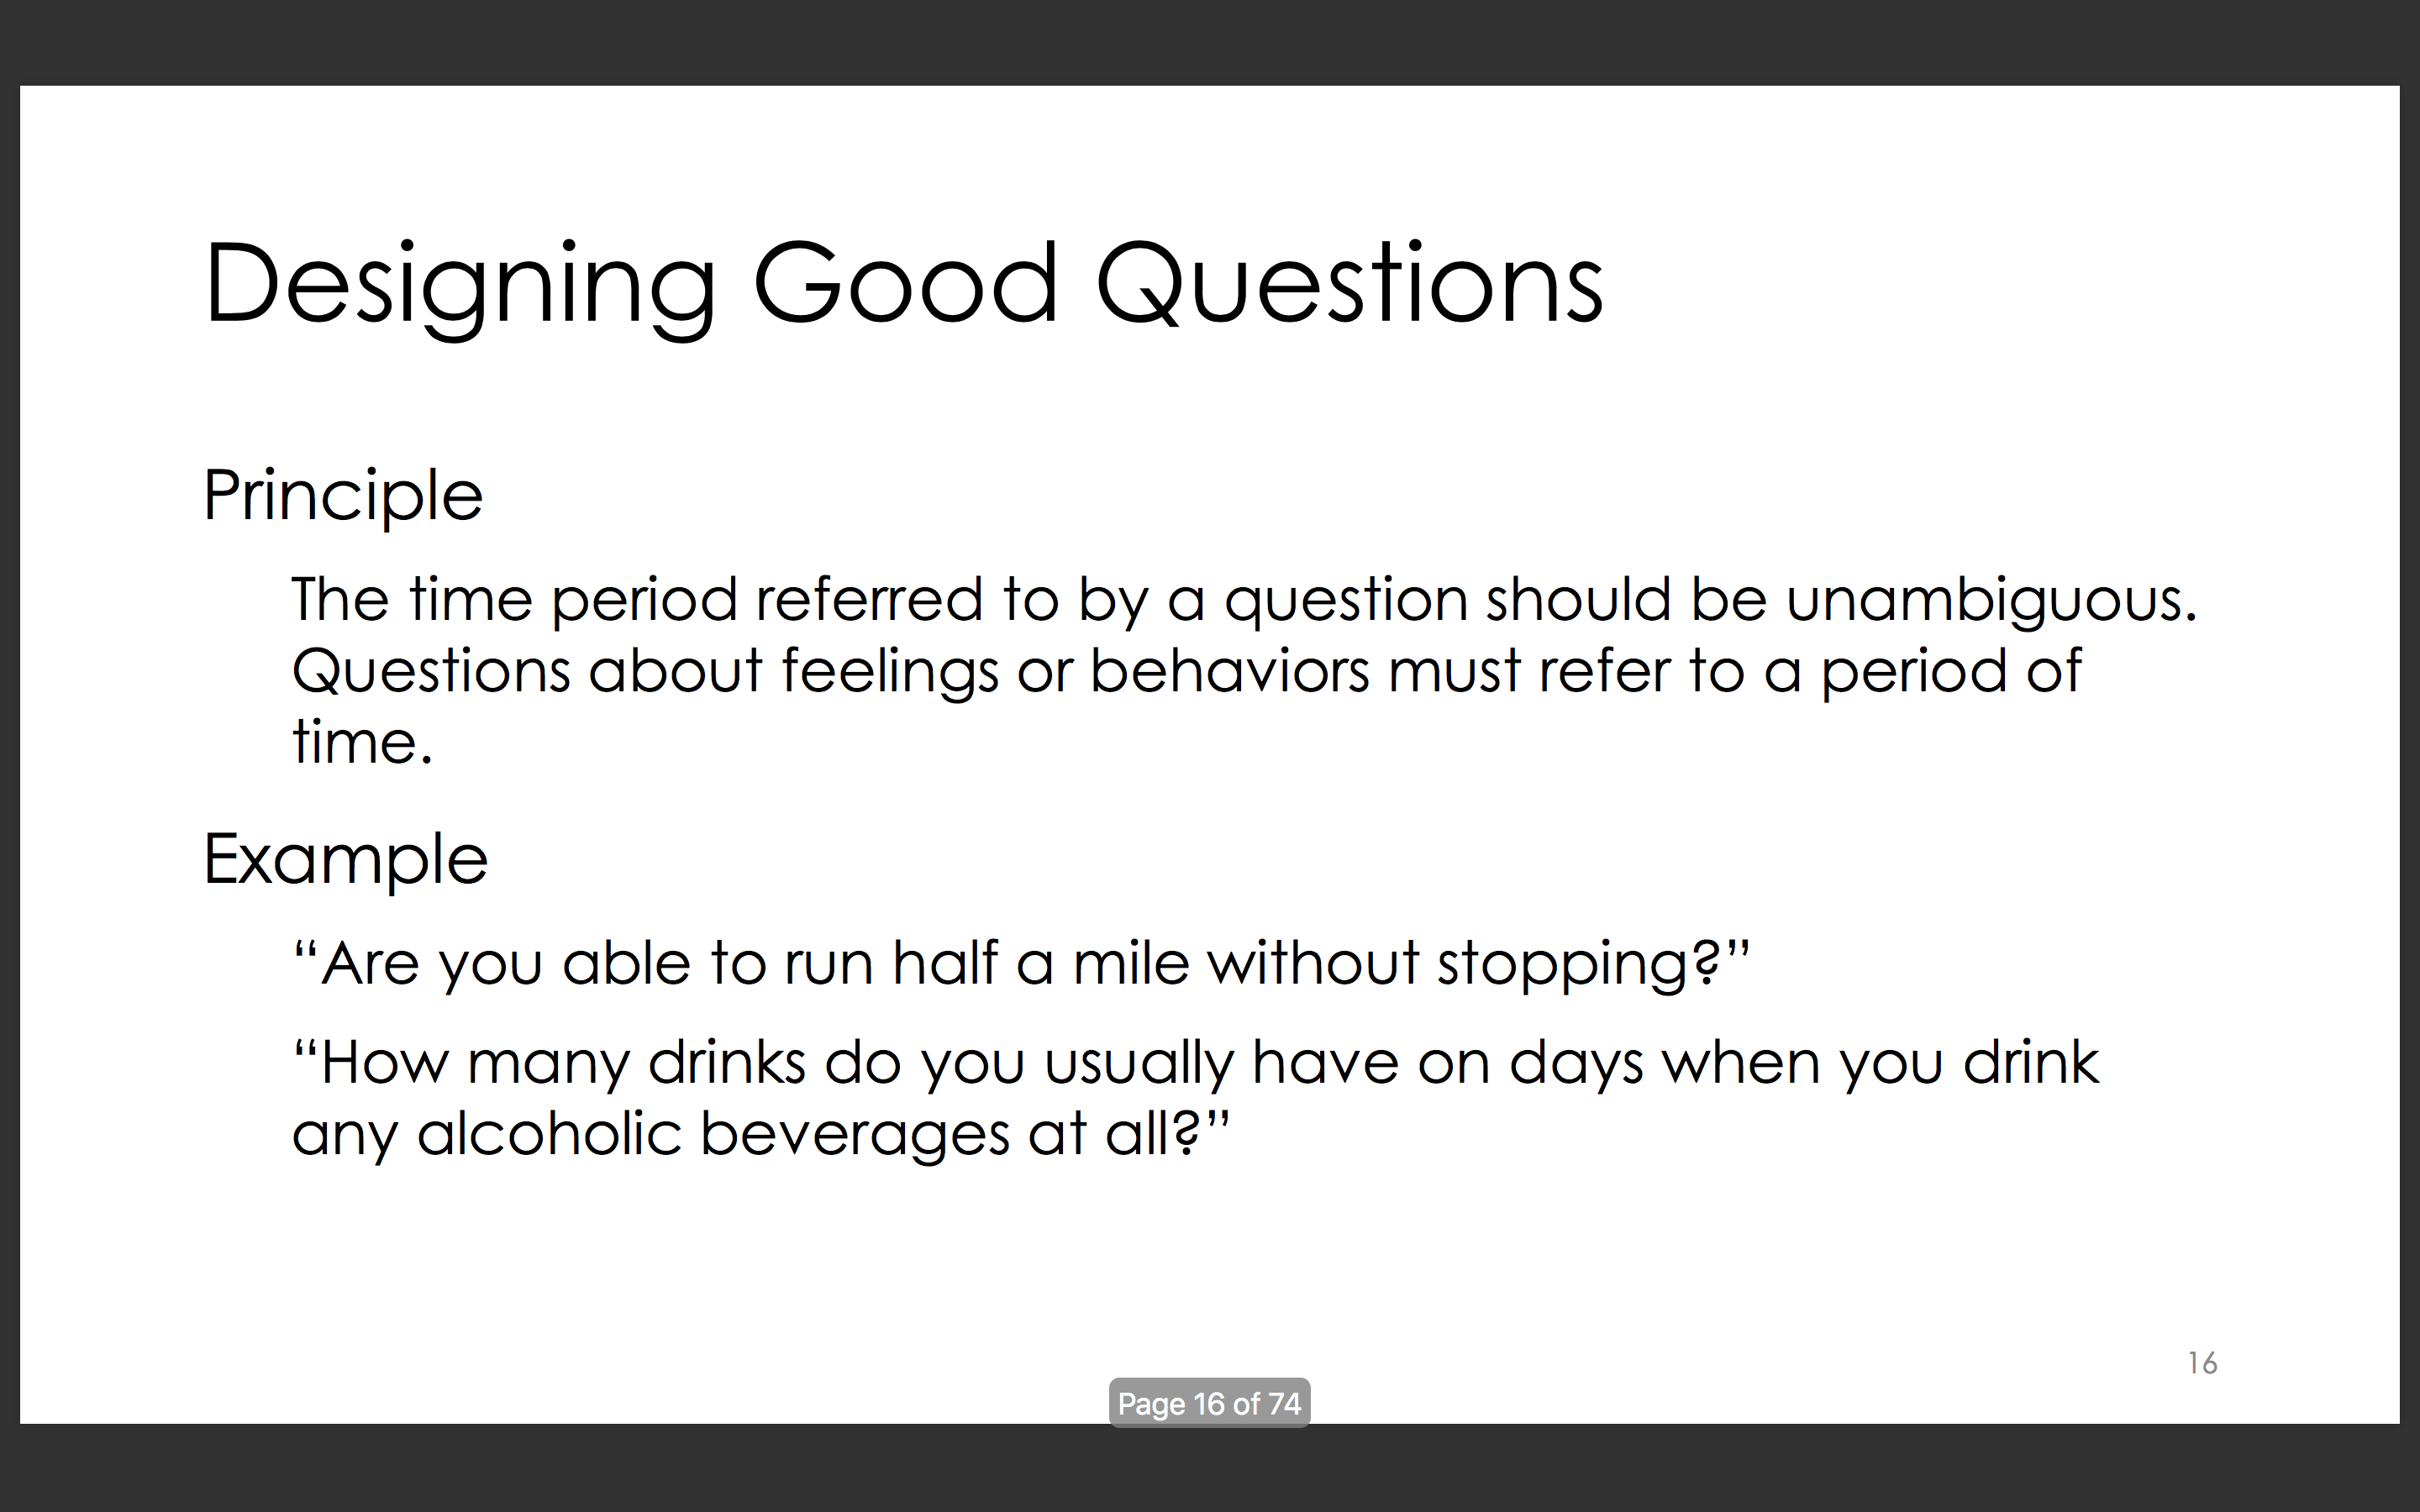 Designing Good Questions
Principle
The time period referred to by a question should be unambiguous.
Questions about feelings or behaviors must refer to a period of
time.
Example
“Are you able to run half a mile without stopping?”
“How many drinks do you usually have on days when you drink
any alcoholic beverages at all?”
16
Page 16 of 74